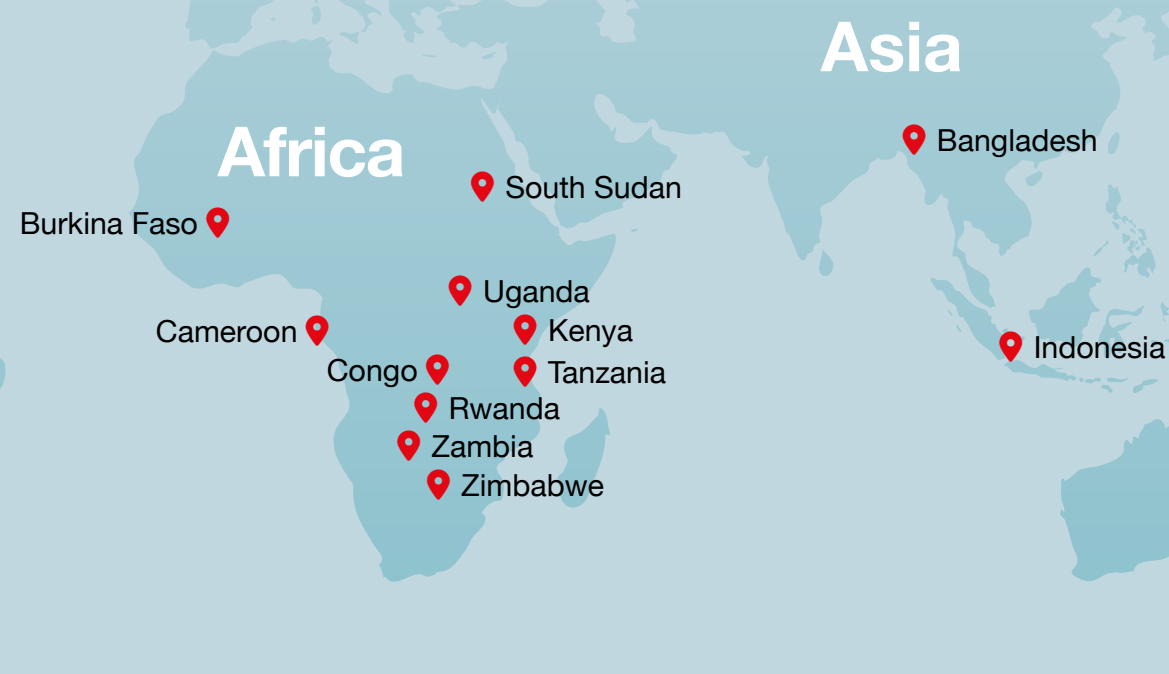 Asia
Africa
Bangladesh
South Sudan
Burkina Faso
Uganda
Cameroon
Kenya
Indonesia
Congo
Tanzania
Rwanda
Zambia
Zimbabwe